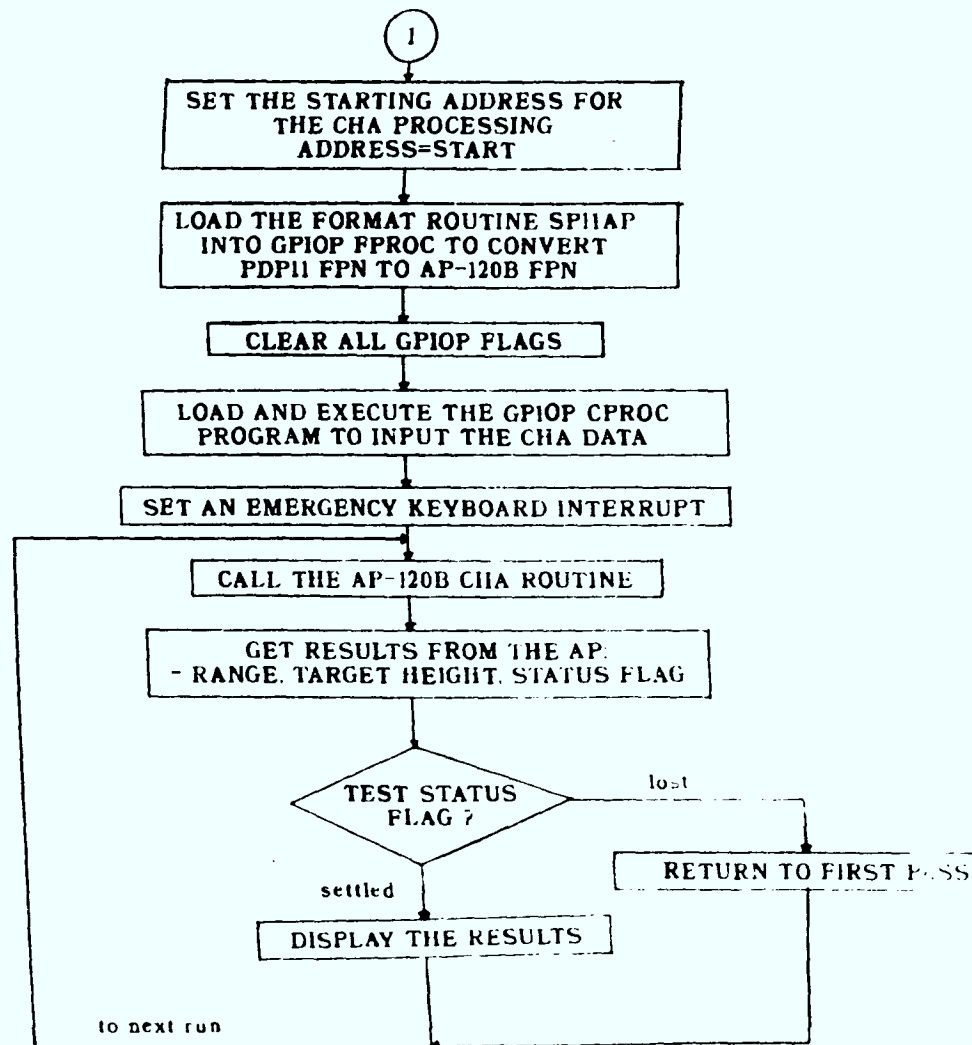 1
SET THE STARTING ADDRESS FOR
THE CHA PROCESSING
ADDRESS=START
LOAD THE FORMAT ROUTINE SP11AP
INTO GPIOP FPROC TO CONVERT
PDP11 FPN TO AP-120B FPN
CLEAR ALL GPIOP FLAGS
LOAD AND EXECUTE THE GPIOP CPROC
PROGRAM TO INPUT THE CHA DATA
SET AN EMERGENCY KEYBOARD INTERRUPT
CALL THE AP-120B CHA ROUTINE
GET RESULTS FROM THE AP:
- RANGE, TARGET HEIGHT, STATUS FLAG
TEST STATUS
FLAG ?
lost
RETURN TO FIRST PASS
settled
DISPLAY THE RESULTS
to next run